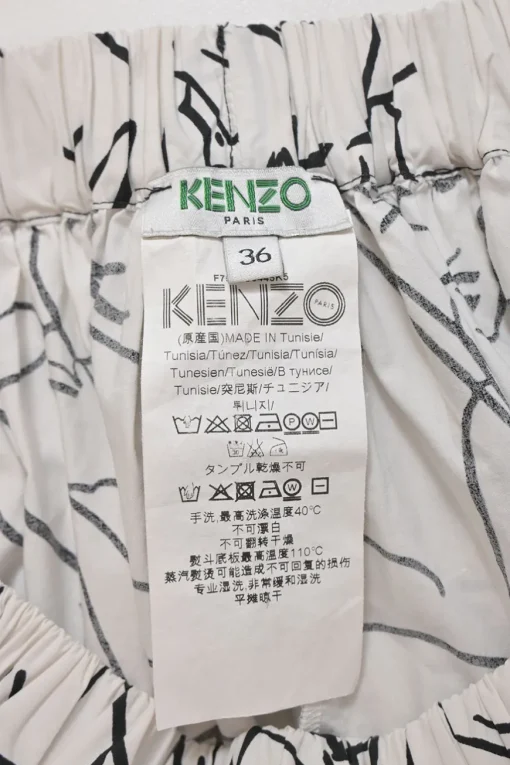 KENZO
PARIS
36
KENZO PARIS
(原産国)MADE IN Tunisie/
Tunisia/Túnez/Tunisia/Tunísia/
Tunesien/Tunesië/В тунисе/
Tunisie/突尼斯/チュニジア/
튀니지/
P W
タンブル乾燥不可
W
手洗,最高洗涤温度40℃
不可漂白
不可翻转干燥
熨斗底板最高温度110℃
蒸汽熨烫可能造成不可回复的损伤
专业湿洗,非常缓和湿洗
平摊晾干